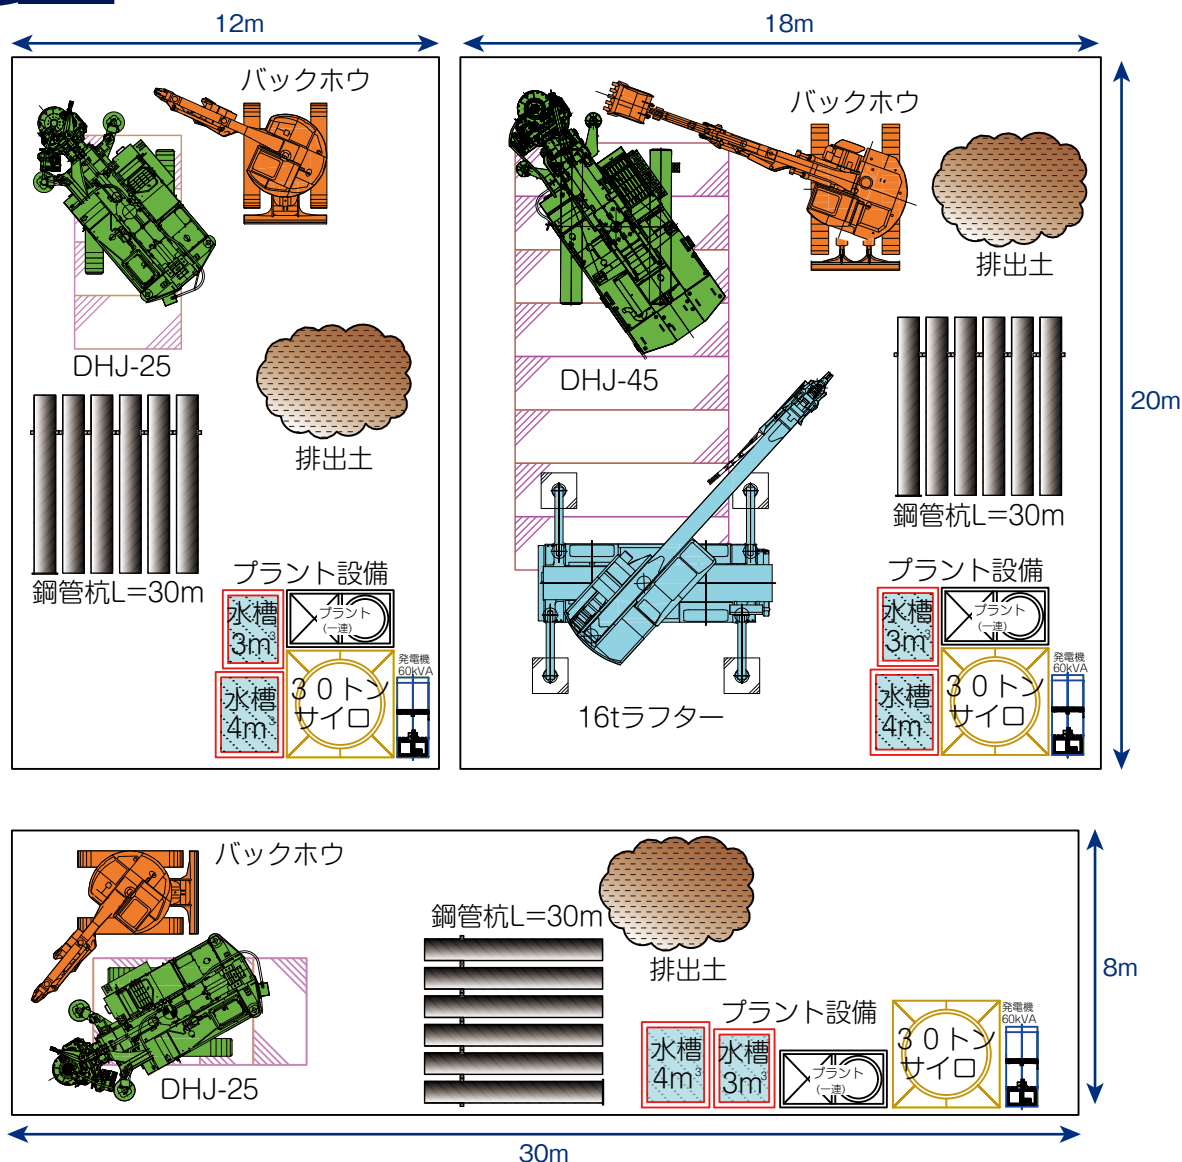 12m
18m
バックホウ
DHJ-25
排出土
鋼管杭L=30m
プラント設備
水槽
3m³
プラント
(一連)
水槽
4m³
30トン
サイロ
発電機
60kVA
バックホウ
排出土
DHJ-45
鋼管杭L=30m
16tラフター
プラント設備
水槽
3m³
プラント
(一連)
水槽
4m³
30トン
サイロ
発電機
60kVA
20m
バックホウ
DHJ-25
鋼管杭L=30m
排出土
プラント設備
水槽
4m³
水槽
3m³
プラント
(一連)
30トン
サイロ
発電機
60kVA
8m
30m